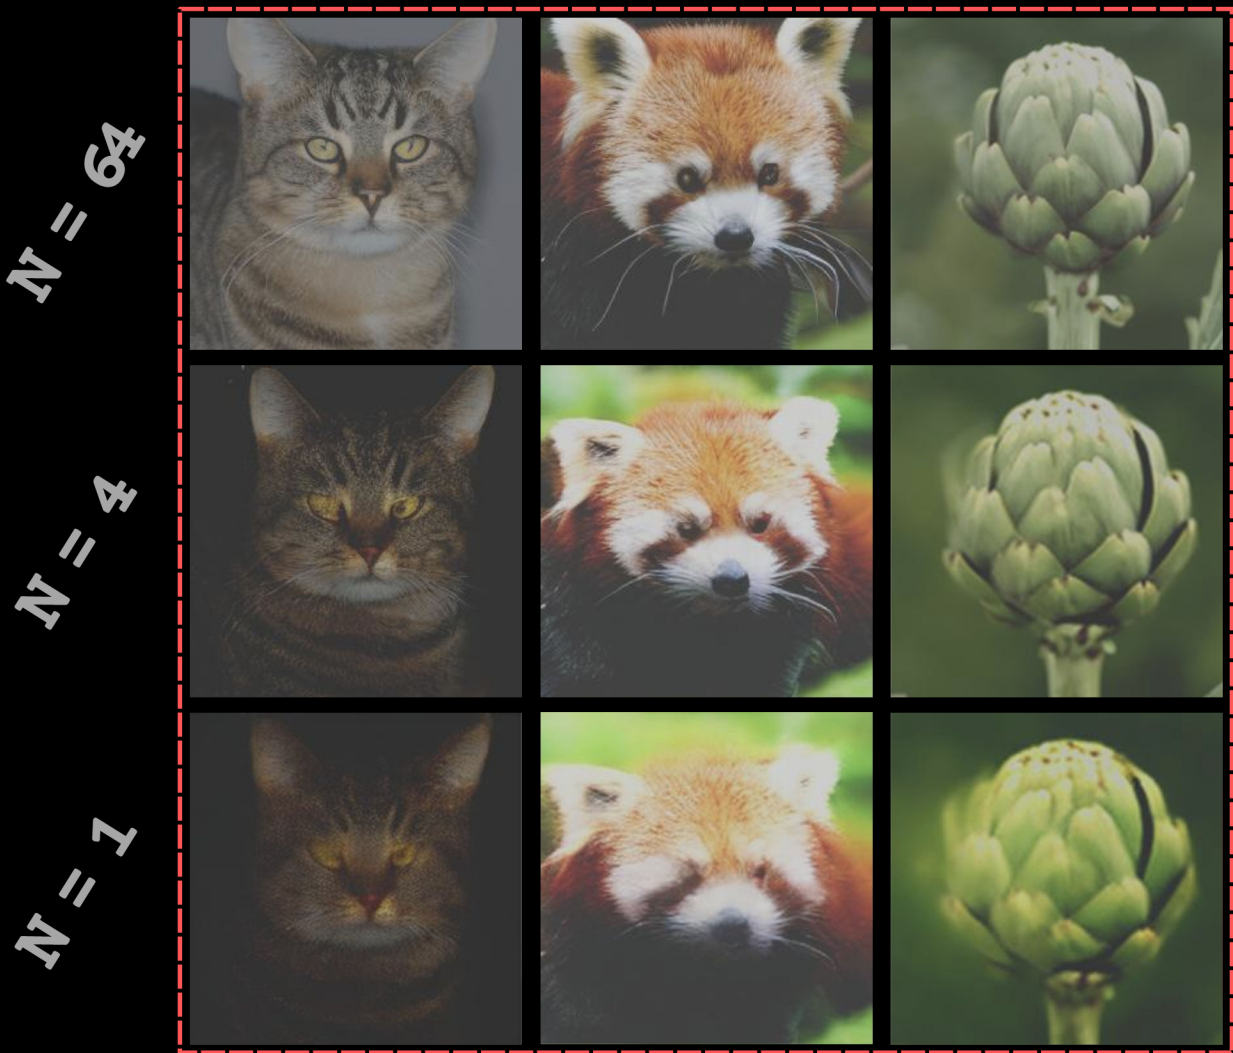 N = 64
N = 4
N = 1